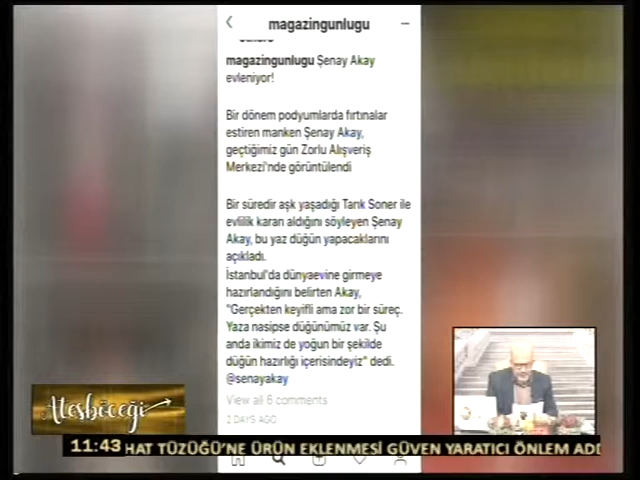 magazingunlugu
magazingunlugu Şenay Akay
evleniyor!
Bir dönem podyumlarda fırtınalar
estiren manken Şenay Akay,
geçtiğimiz gün Zorlu Alışveriş
Merkezi'nde görüntülendi
Bir süredir aşk yaşadığı Tarık Soner ile
evlilik kararı aldığını söyleyen Şenay
Akay, bu yaz düğün yapacaklarını
açıkladı.
İstanbul'da dünyaevine girmeye
hazırlandığını belirten Akay,
"Gerçekten keyifli ama zor bir süreç.
Yaza nasipse düğünümüz var. Şu
anda ikimiz de yoğun bir şekilde
düğün hazırlığı içerisindeyiz" dedi.
@senayakay
View all 6 comments
2 DAYS AGO
Ateşböceği
11:43 HAT TÜZÜĞÜ'NE ÜRÜN EKLENMESİ GÜVEN YARATICI ÖNLEM ADD